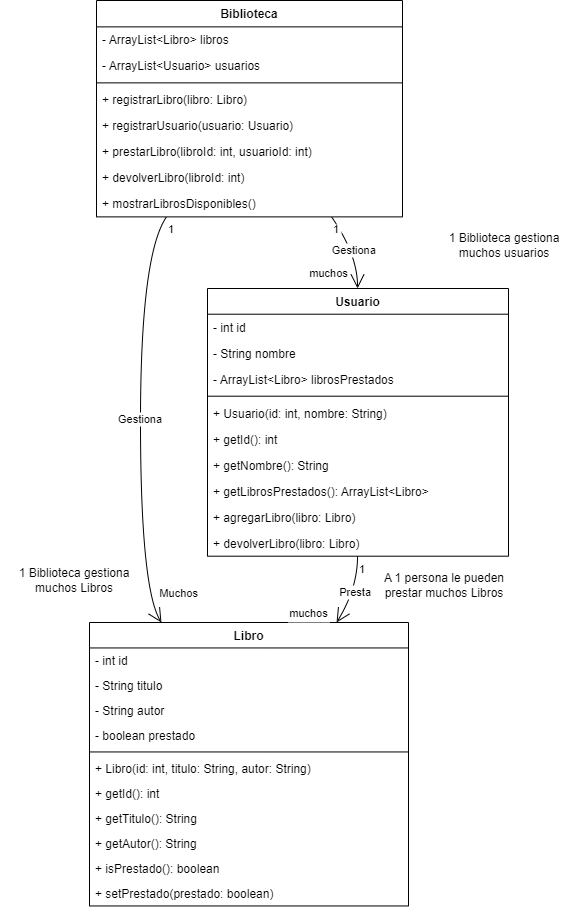 Biblioteca
- ArrayList<Libro> libros
- ArrayList<Usuario> usuarios
+ registrarLibro(libro: Libro)
+ registrarUsuario(usuario: Usuario)
+ prestarLibro(libroId: int, usuarioId: int)
+ devolverLibro(libroId: int)
+ mostrarLibrosDisponibles()
1
1
Gestiona
muchos
1 Biblioteca gestiona
muchos usuarios
Usuario
- int id
- String nombre
- ArrayList<Libro> librosPrestados
+ Usuario(id: int, nombre: String)
+ getId(): int
+ getNombre(): String
+ getLibrosPrestados(): ArrayList<Libro>
+ agregarLibro(libro: Libro)
+ devolverLibro(libro: Libro)
Gestiona
1 Biblioteca gestiona
muchos Libros
Muchos
1
Presta
muchos
A 1 persona le pueden
prestar muchos Libros
Libro
- int id
- String titulo
- String autor
- boolean prestado
+ Libro(id: int, titulo: String, autor: String)
+ getId(): int
+ getTitulo(): String
+ getAutor(): String
+ isPrestado(): boolean
+ setPrestado(prestado: boolean)